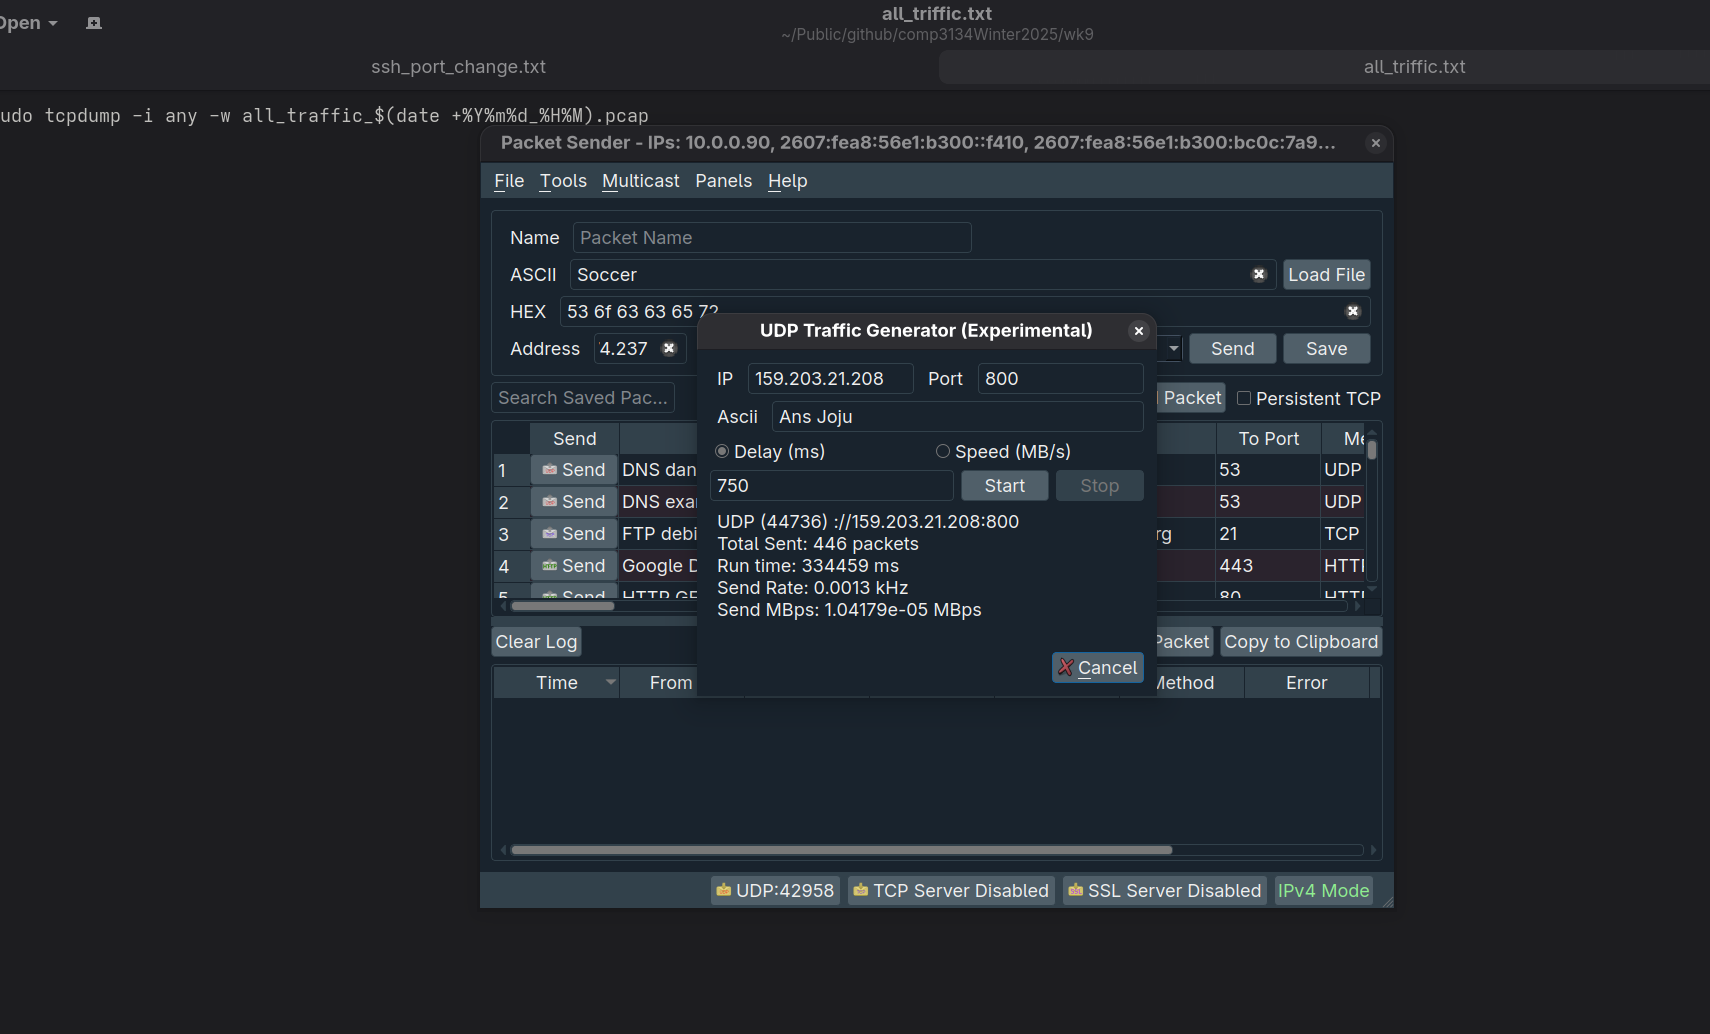 Open
all_triffic.txt
~/Public/github/comp3134Winter2025/wk9
ssh_port_change.txt
all_triffic.txt
udo tcpdump -i any -w all_traffic_$(date +%Y%m%d_%H%M).pcap
Packet Sender - IPs: 10.0.0.90, 2607:fea8:56e1:b300::f410, 2607:fea8:56e1:b300:bc0c:7a9...
File Tools Multicast Panels Help
Name Packet Name
ASCII Soccer Load File
HEX 53 6f 63 63 65 72
Address 4.237 Send Save
Search Saved Pac... Packet Persistent TCP
Send To Port Me
1 Send DNS dan 53 UDP
2 Send DNS exa 53 UDP
3 Send FTP debi rg 21 TCP
4 Send Google D 443 HTTI
5 Send HTTP GE 80 HTTI
Clear Log Packet Copy to Clipboard
Time From Method Error
UDP Traffic Generator (Experimental)
IP 159.203.21.208 Port 800
Ascii Ans Joju
Delay (ms) Speed (MB/s)
750 Start Stop
UDP (44736) ://159.203.21.208:800
Total Sent: 446 packets
Run time: 334459 ms
Send Rate: 0.0013 kHz
Send MBps: 1.04179e-05 MBps
Cancel
UDP:42958 TCP Server Disabled SSL Server Disabled IPv4 Mode